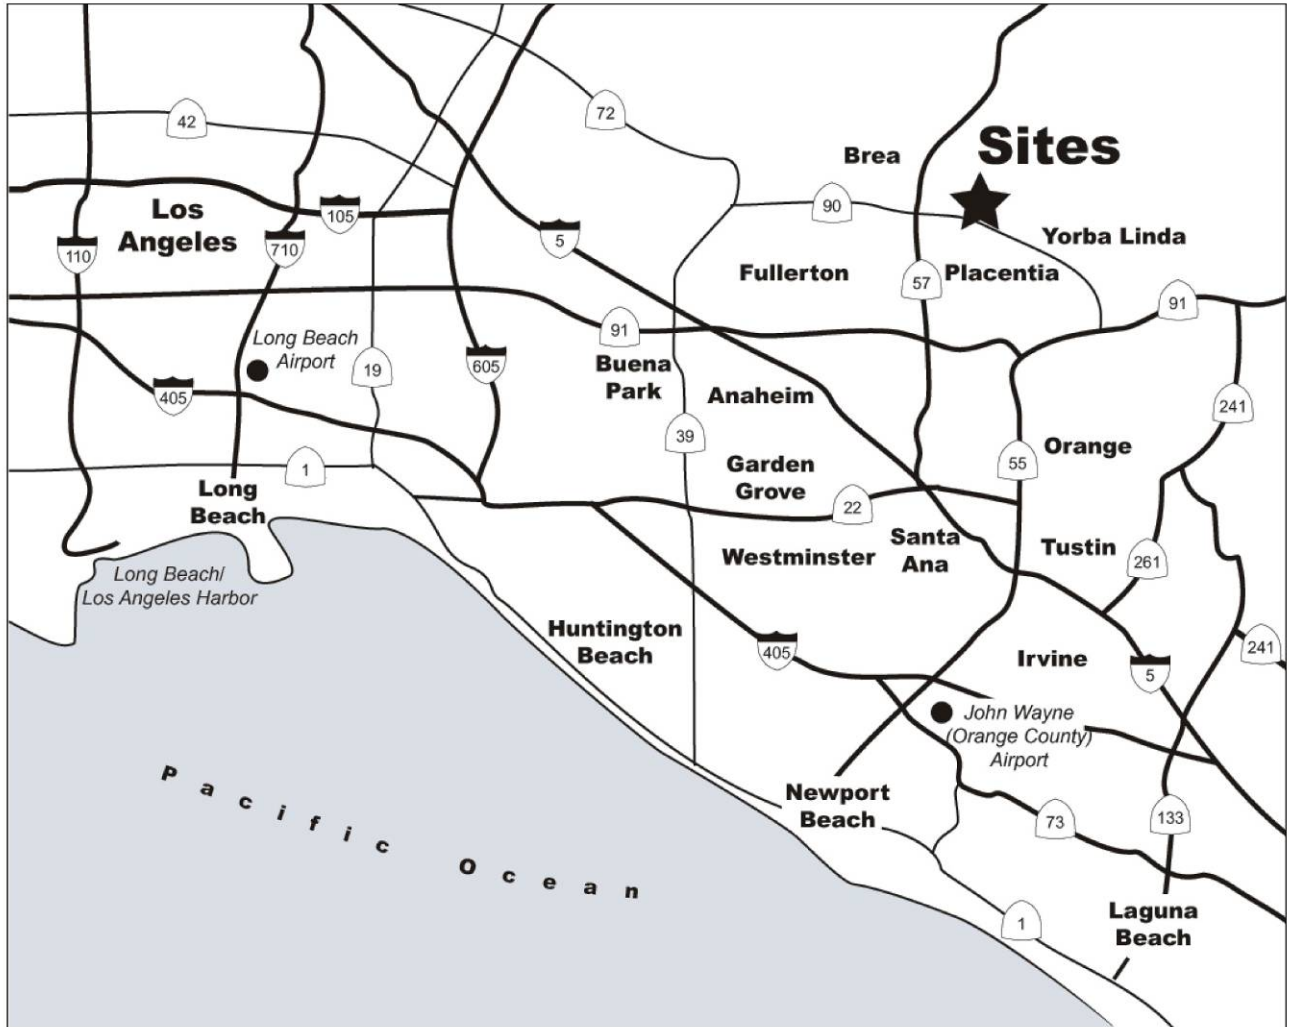 72
42
Brea
Sites
90
Los
Angeles
105
5
Yorba Linda
110
710
Fullerton
57
Placentia
91
91
Long Beach
Airport
19
605
Buena
Park
405
Anaheim
241
39
Orange
1
Garden
Grove
55
Long
Beach
22
Santa
Ana
Westminster
Tustin
261
Long Beach/
Los Angeles Harbor
Huntington
Beach
405
Irvine
241
5
John Wayne
(Orange County)
Airport
Pacific Ocean
Newport
Beach
73
133
1
Laguna
Beach